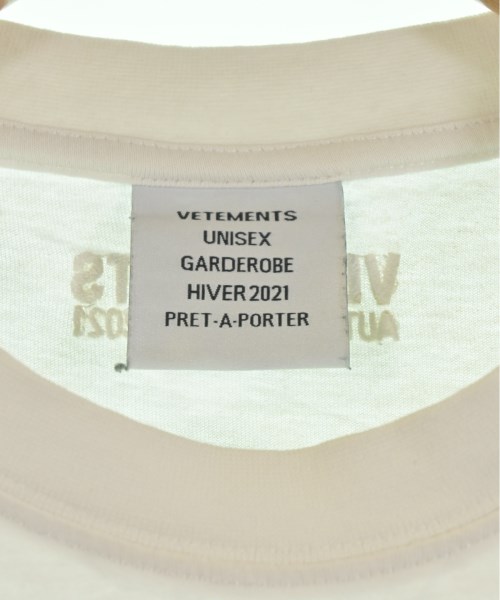 VETEMENTS
UNISEX
GARDEROBE
HIVER 2021
PRET-A-PORTER